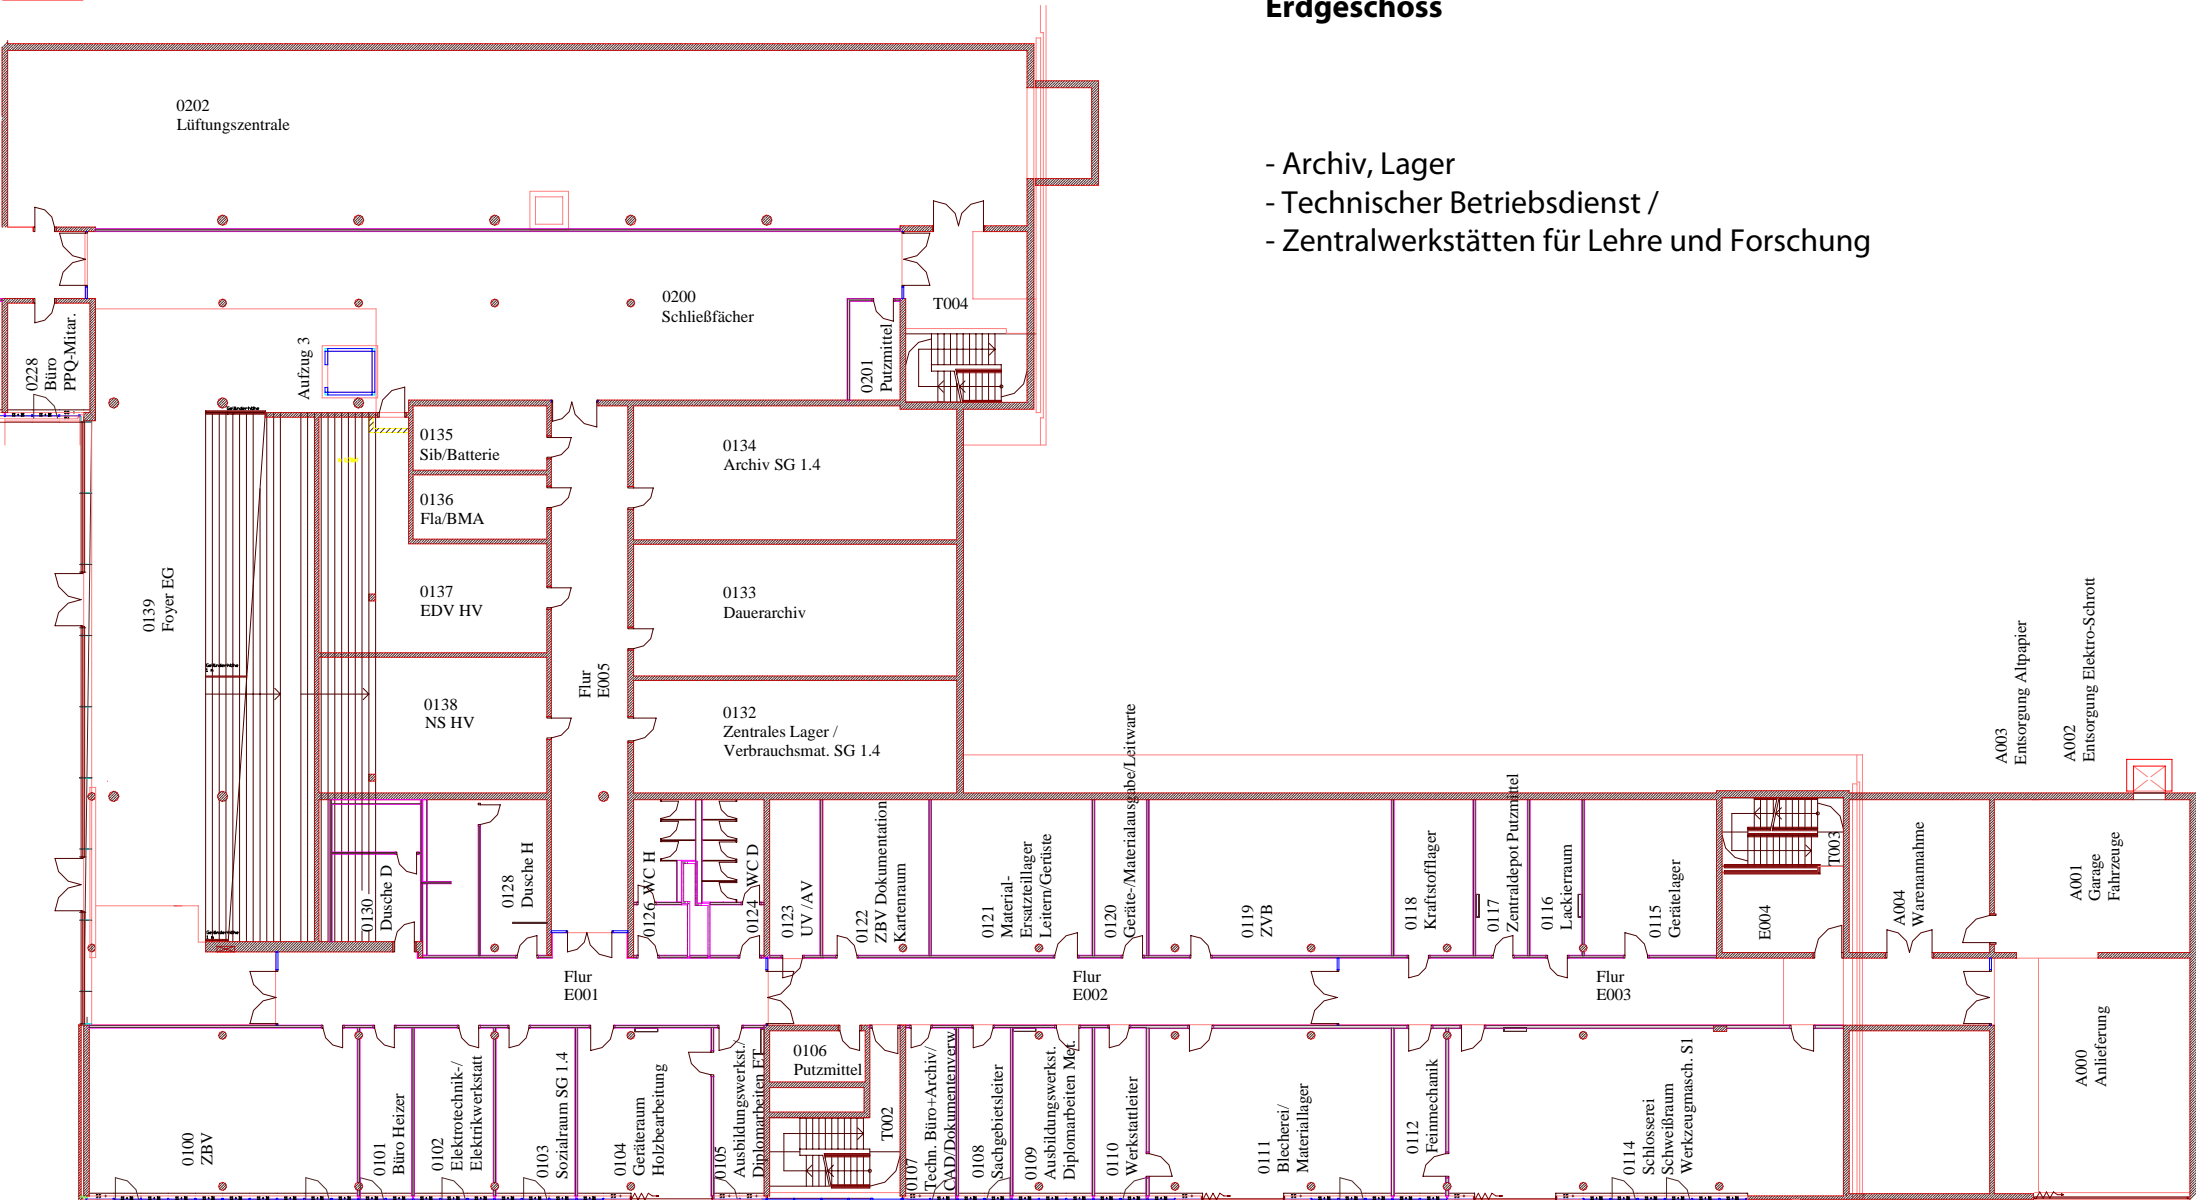 Erdgeschoss
- Archiv, Lager
- Technischer Betriebsdienst /
- Zentralwerkstätten für Lehre und Forschung
0202
Lüftungszentrale
0200
Schließfächer
T004
0201
Putzmittel
0228
Büro
PPQ-Mitar.
Aufzug 3
0135
Sib/Batterie
0136
Fla/BMA
0137
EDV HV
0138
NS HV
0134
Archiv SG 1.4
0133
Dauerarchiv
0132
Zentrales Lager /
Verbrauchsmat. SG 1.4
0139
Foyer EG
Flur
E005
0130
Dusche D
0128
Dusche H
0126 WC H
0124 WC D
0123
UV /AV
0122
ZBV Dokumentation
Kartenraum
0121
Material-
Ersatzteillager
Leitern/Gerüste
0120
Geräte-/Materialausgabe/Leitwarte
0119
ZVB
0118
Kraftstofflager
0117
Zentraldepot Putzmittel
0116
Lackierraum
0115
Gerätelager
T003
E004
A004
Warenannahme
A003
Entsorgung Altpapier
A002
Entsorgung Elektro-Schrott
A001
Garage
Fahrzeuge
Flur
E001
Flur
E002
Flur
E003
0100
ZBV
0101
Büro Heizer
0102
Elektrotechnik-/
Elektrikwerkstatt
0103
Sozialraum SG 1.4
0104
Geräteraum
Holzbearbeitung
0105
Ausbildungswerkst./
Diplomarbeiten ET
0106
Putzmittel
T002
0107
Techn. Büro+Archiv/
CAD/Dokumentenverw.
0108
Sachgebietsleiter
0109
Ausbildungswerkst.
Diplomarbeiten Met.
0110
Werkstattleiter
0111
Blecherei/
Materiallager
0112
Feinmechanik
0114
Schlosserei
Schweißraum
Werkzeugmasch. S1
A000
Anlieferung